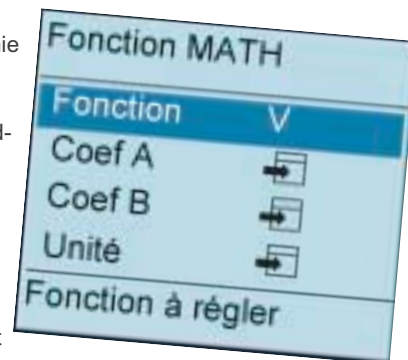 Fonction MATH
Fonction V
Coef A
Coef B
Unité
Fonction à régler